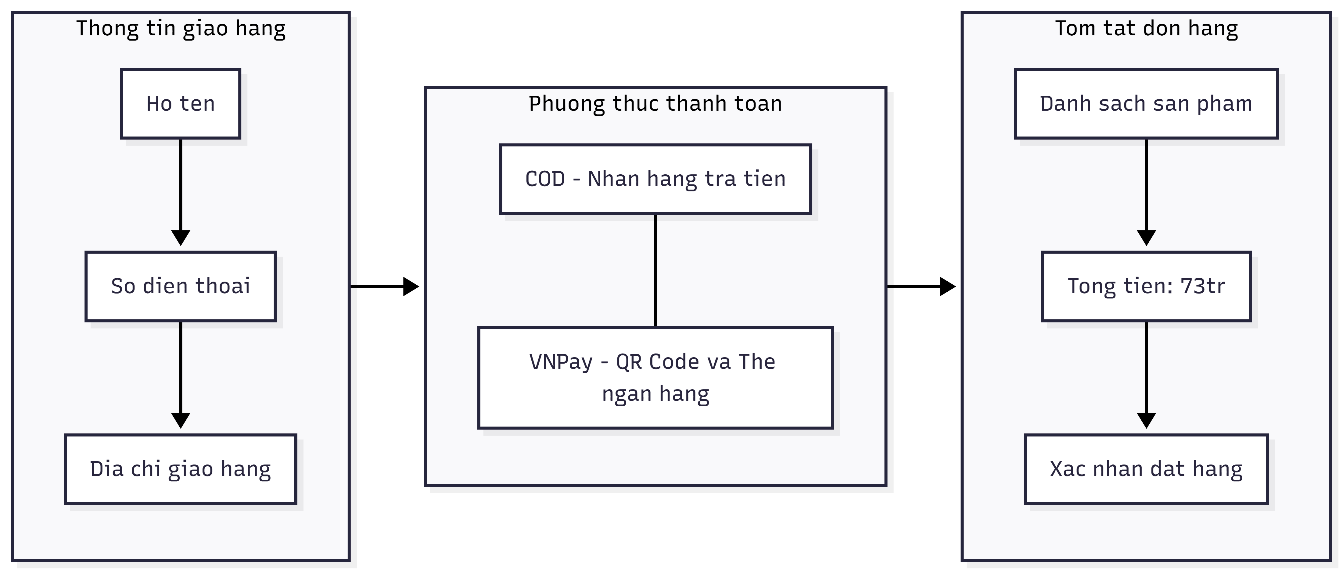 Thong tin giao hang
Ho ten
So dien thoai
Dia chi giao hang
Phuong thuc thanh toan
COD - Nhan hang tra tien
VNPay - QR Code va The
ngan hang
Tom tat don hang
Danh sach san pham
Tong tien: 73tr
Xac nhan dat hang